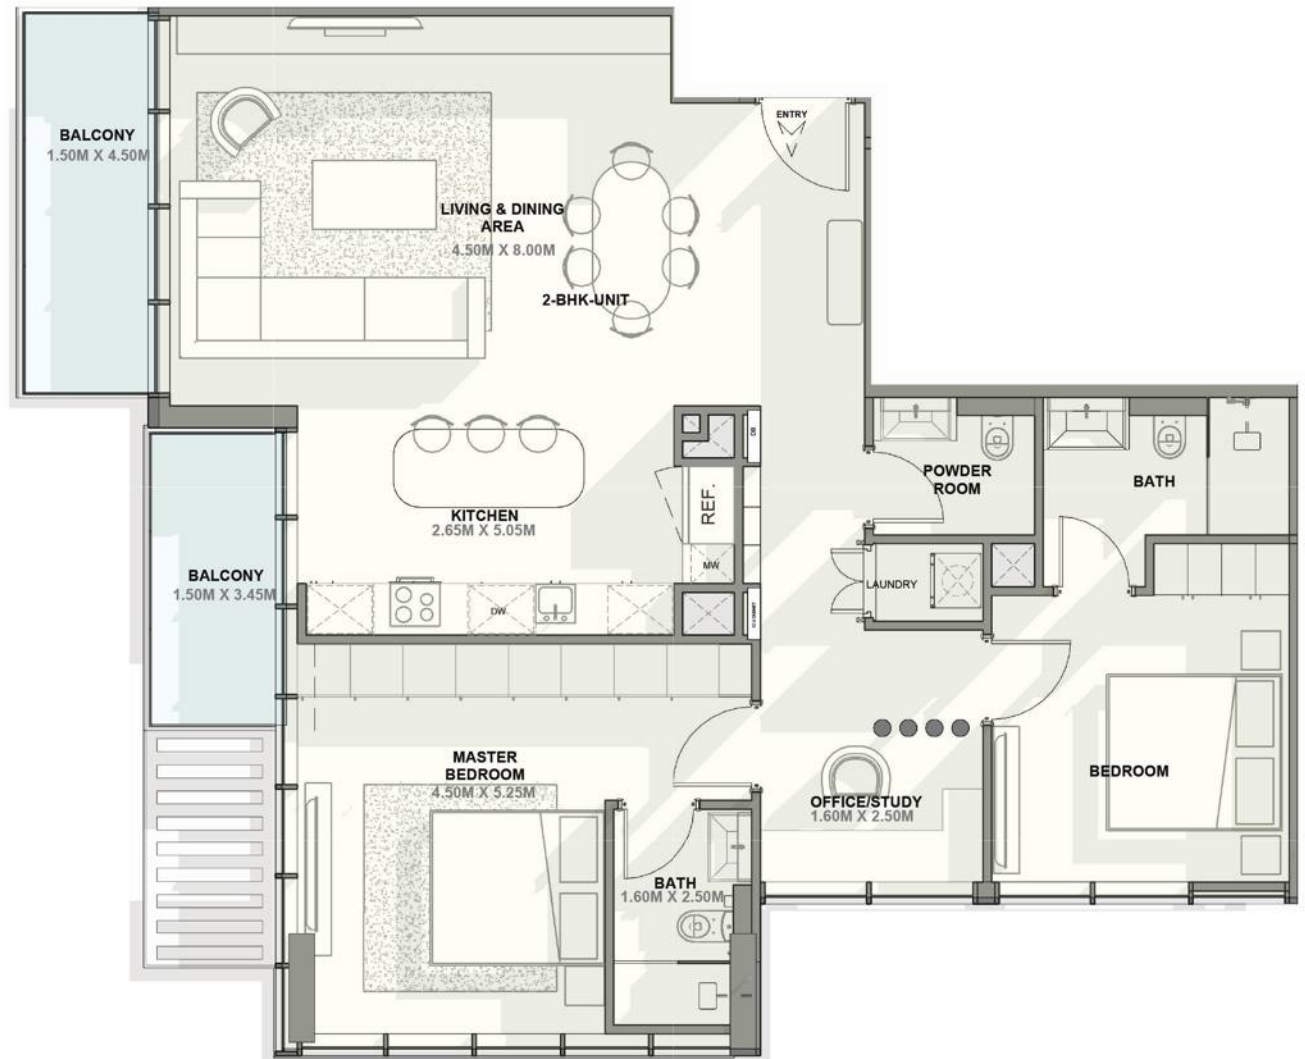 ENTRY
BALCONY
1.50M X 4.50M
LIVING & DINING
AREA
4.50M X 8.00M
2-BHK-UNIT
DB
POWDER
ROOM
BATH
REF.
KITCHEN
2.65M X 5.05M
MW
BALCONY
1.50M X 3.45M
DW
LAUNDRY
MASTER
BEDROOM
4.50M X 5.25M
BEDROOM
OFFICE/STUDY
1.60M X 2.50M
BATH
1.60M X 2.50M